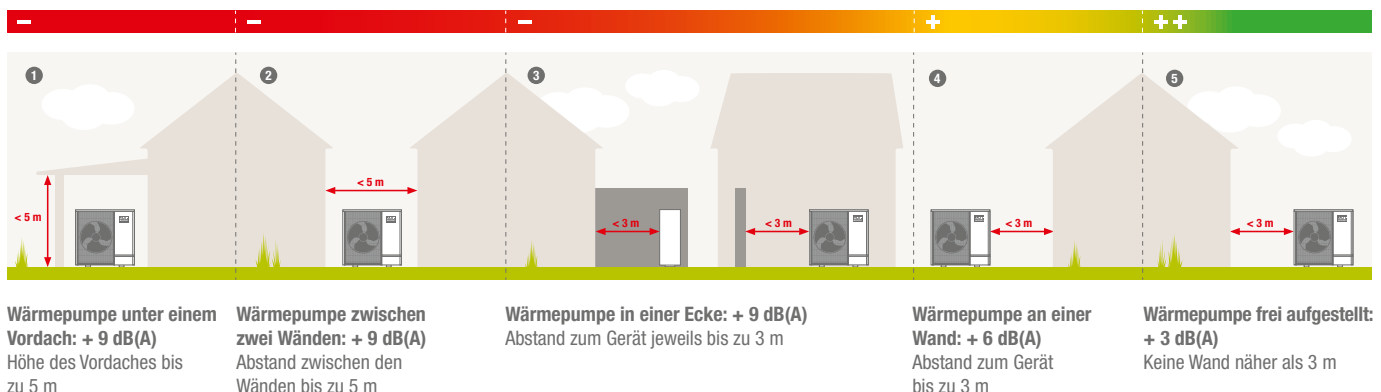 − − − + ++
1 2 3 4 5
< 5 m
< 5 m
< 3 m
< 3 m
< 3 m
< 3 m
Wärmepumpe unter einem
Vordach: + 9 dB(A)
Höhe des Vordaches bis
zu 5 m
Wärmepumpe zwischen
zwei Wänden: + 9 dB(A)
Abstand zwischen den
Wänden bis zu 5 m
Wärmepumpe in einer Ecke: + 9 dB(A)
Abstand zum Gerät jeweils bis zu 3 m
Wärmepumpe an einer
Wand: + 6 dB(A)
Abstand zum Gerät
bis zu 3 m
Wärmepumpe frei aufgestellt:
+ 3 dB(A)
Keine Wand näher als 3 m